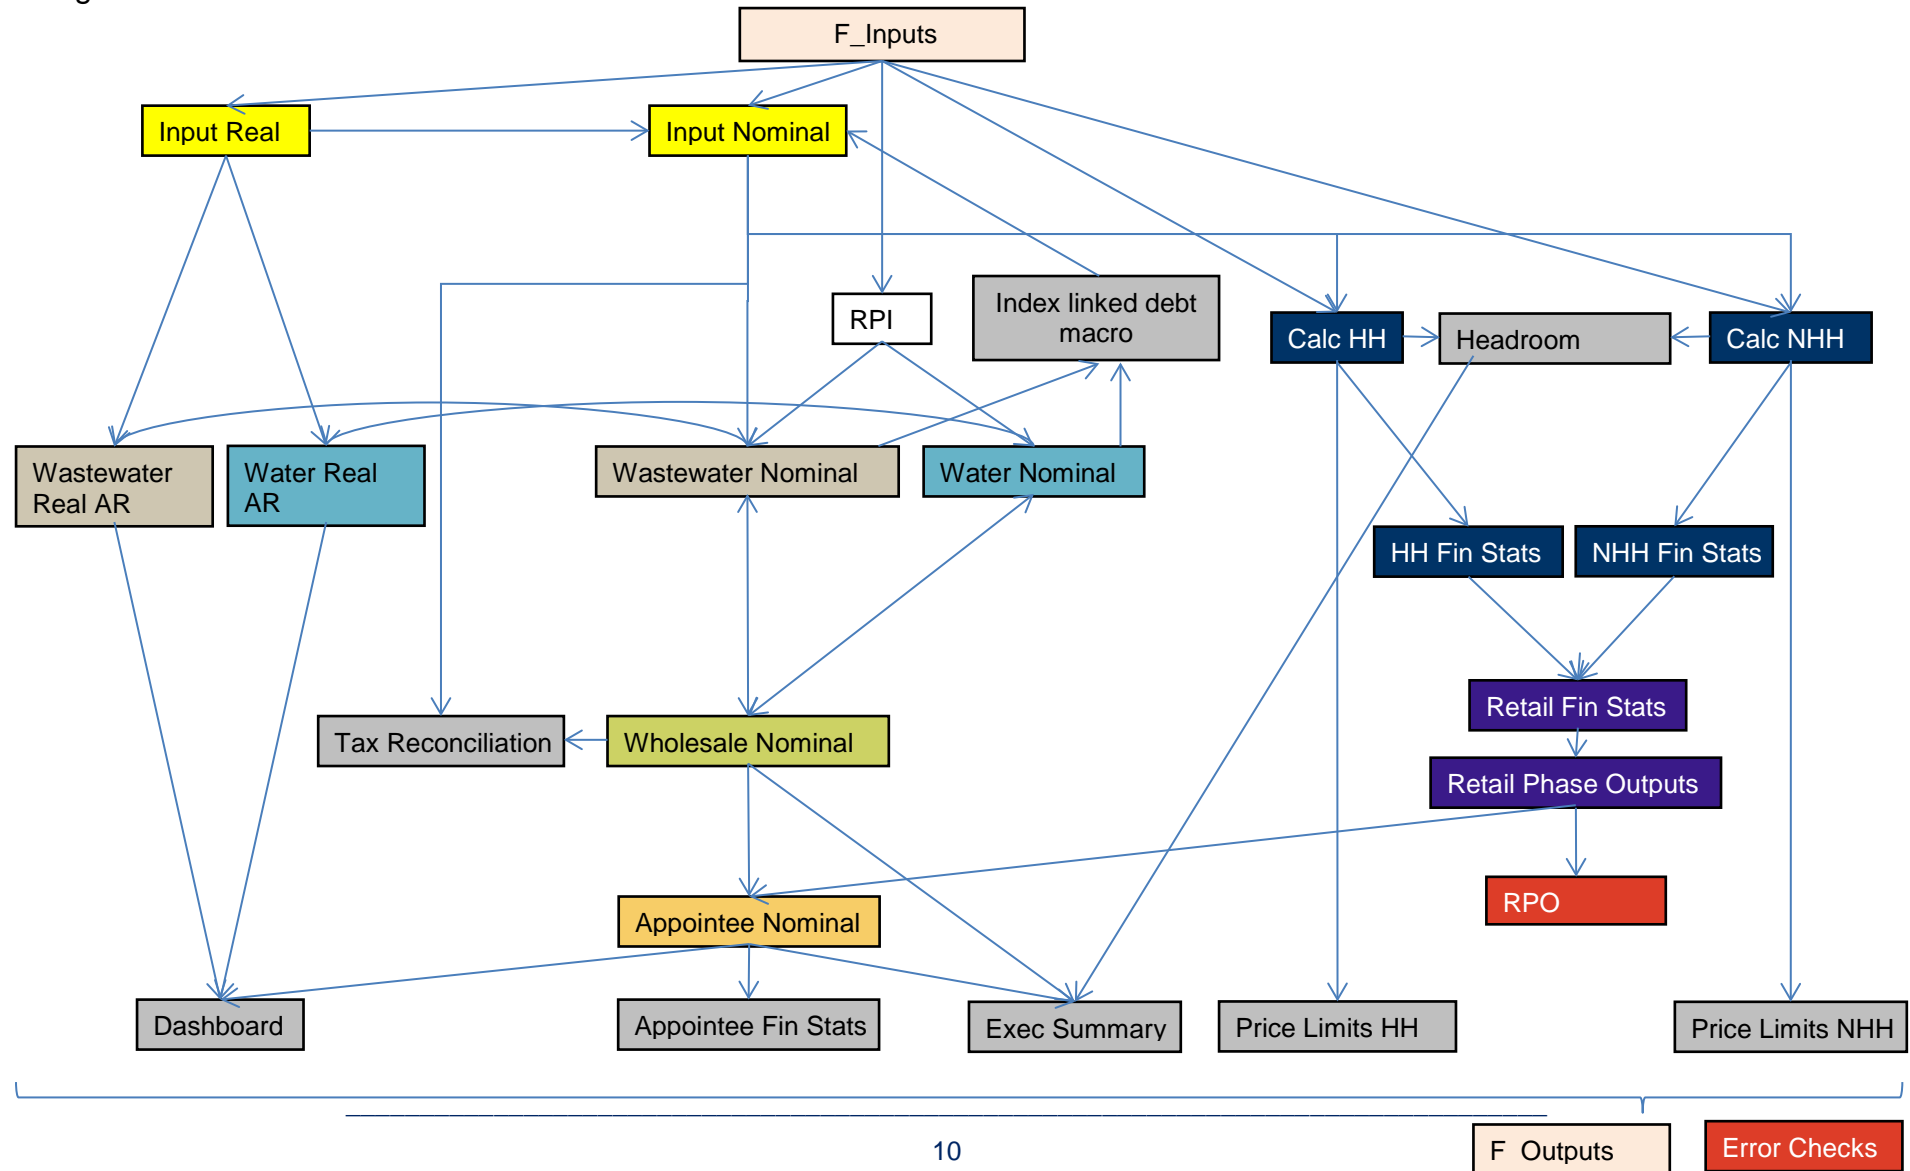 F_Inputs
Input Real
Input Nominal
RPI
Index linked debt
macro
Calc HH
Headroom
Calc NHH
Wastewater
Real AR
Water Real
AR
Wastewater Nominal
Water Nominal
HH Fin Stats
NHH Fin Stats
Retail Fin Stats
Tax Reconciliation
Wholesale Nominal
Retail Phase Outputs
RPO
Appointee Nominal
Dashboard
Appointee Fin Stats
Exec Summary
Price Limits HH
Price Limits NHH
10
F Outputs
Error Checks